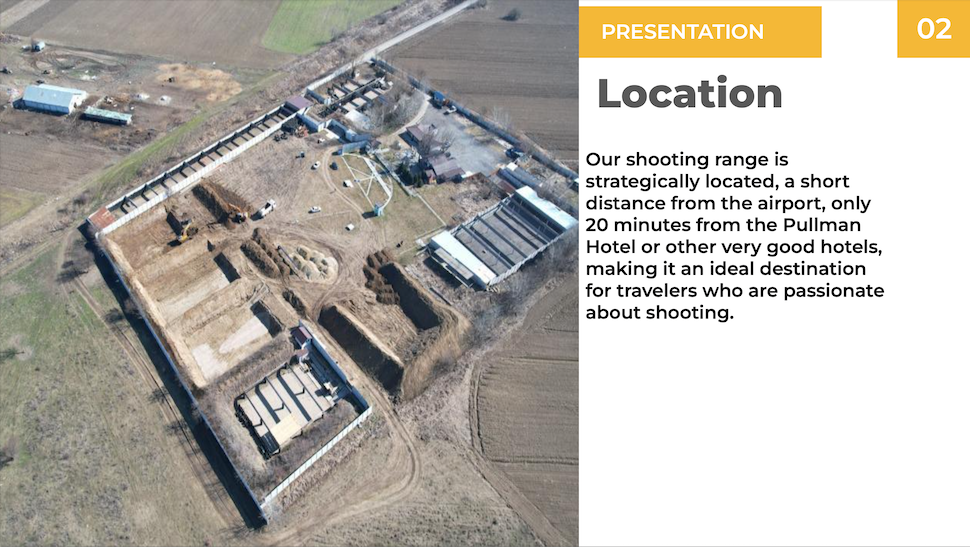 PRESENTATION
02
Location
Our shooting range is
strategically located, a short
distance from the airport, only
20 minutes from the Pullman
Hotel or other very good hotels,
making it an ideal destination
for travelers who are passionate
about shooting.